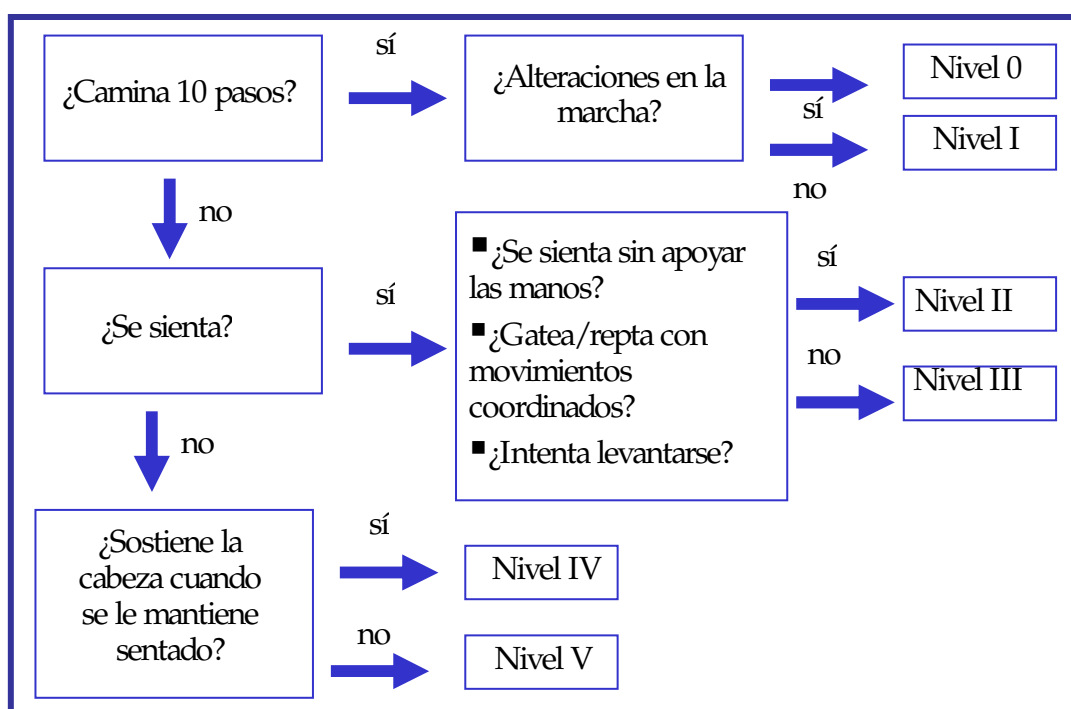 ¿Camina 10 pasos?
sí
¿Alteraciones en la
marcha?
Nivel 0
sí
Nivel I
no
no
¿Se sienta?
sí
¿Se sienta sin apoyar
las manos?
¿Gatea/repta con
movimientos
coordinados?
¿Intenta levantarse?
sí
Nivel II
no
Nivel III
no
¿Sostiene la
cabeza cuando
se le mantiene
sentado?
sí
Nivel IV
no
Nivel V